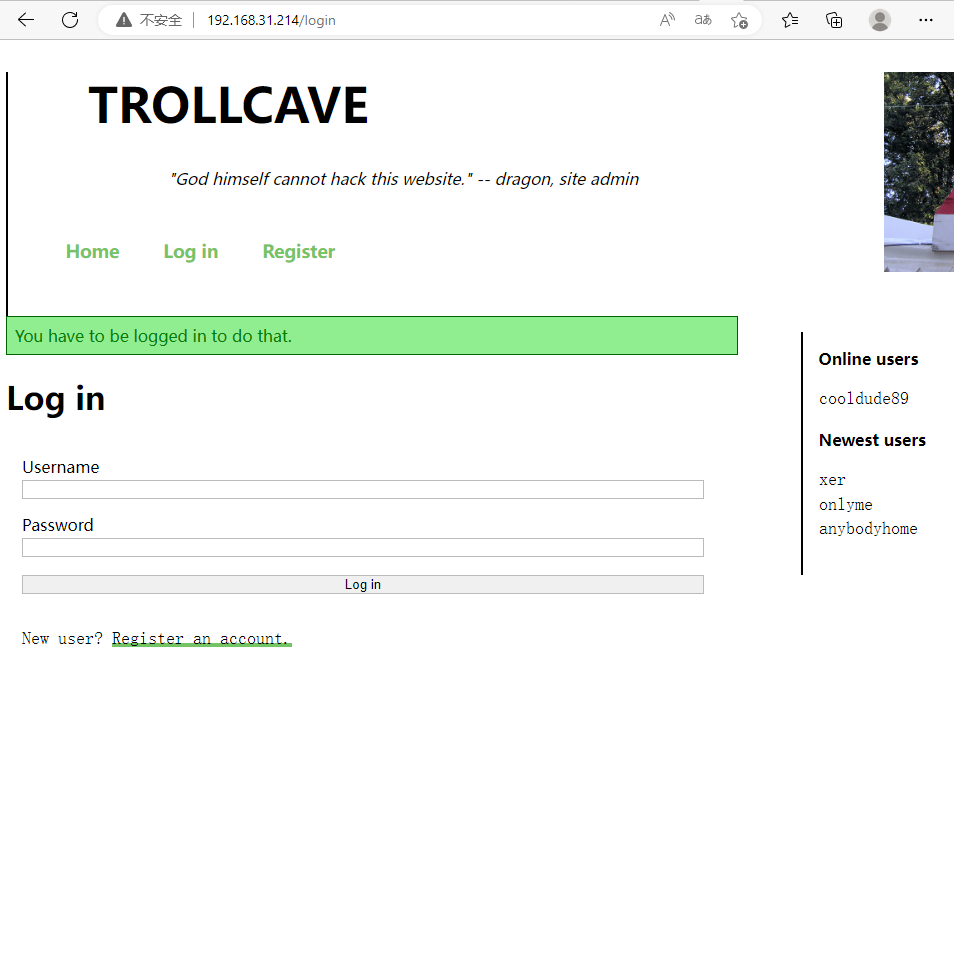 不安全 192.168.31.214/login
TROLLCAVE
"God himself cannot hack this website." -- dragon, site admin
Home Log in Register
You have to be logged in to do that.
Log in
Username
Password
Log in
New user? Register an account.
Online users
cooldude89
Newest users
xer
onlyme
anybodyhome